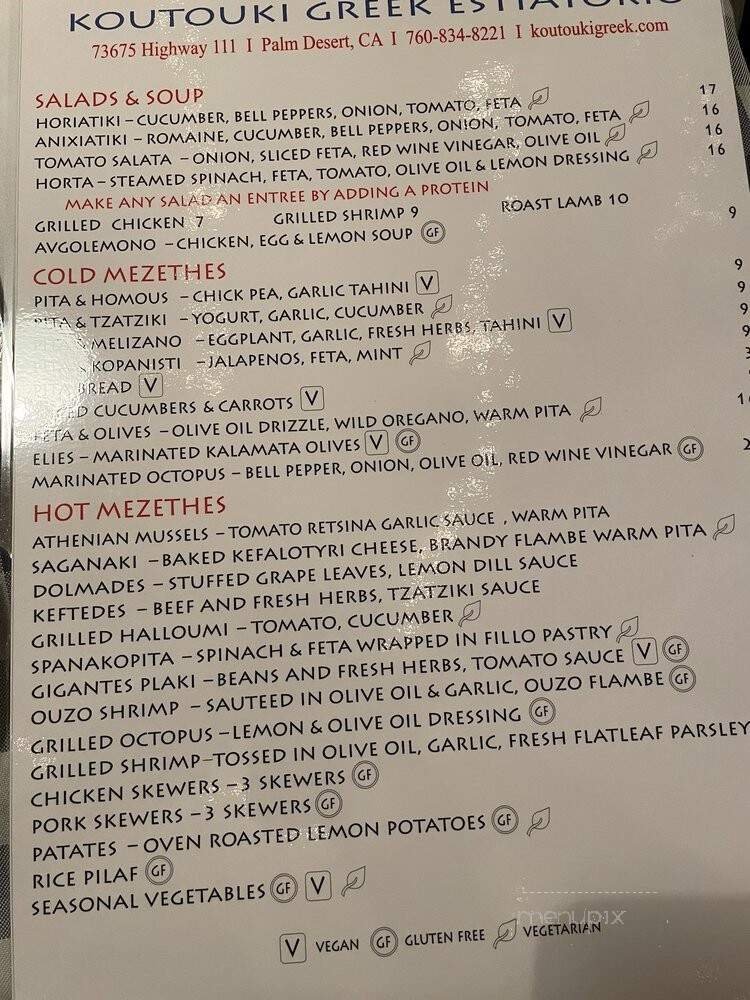 KOUTOUKI GREEK ESTIATORIO
73675 Highway 111 I Palm Desert, CA I 760-834-8221 I koutoukigreek.com
SALADS & SOUP
HORIATIKI – CUCUMBER, BELL PEPPERS, ONION, TOMATO, FETA 17
ANIXIATIKI – ROMAINE, CUCUMBER, BELL PEPPERS, ONION, TOMATO, FETA 16
TOMATO SALATA – ONION, SLICED FETA, RED WINE VINEGAR, OLIVE OIL 16
HORTA – STEAMED SPINACH, FETA, TOMATO, OLIVE OIL & LEMON DRESSING 16
MAKE ANY SALAD AN ENTREE BY ADDING A PROTEIN
GRILLED CHICKEN 7 GRILLED SHRIMP 9 ROAST LAMB 10
AVGOLEMONO – CHICKEN, EGG & LEMON SOUP GF 9
COLD MEZETHES
PITA & HOMOUS – CHICK PEA, GARLIC TAHINI V 9
& TZATZIKI – YOGURT, GARLIC, CUCUMBER 9
MELIZANO – EGGPLANT, GARLIC, FRESH HERBS, TAHINI V 9
KOPANISTI – JALAPENOS, FETA, MINT 9
BREAD V 3
CUCUMBERS & CARROTS V
FETA & OLIVES – OLIVE OIL DRIZZLE, WILD OREGANO, WARM PITA
ELIES – MARINATED KALAMATA OLIVES V GF
MARINATED OCTOPUS – BELL PEPPER, ONION, OLIVE OIL, RED WINE VINEGAR GF
HOT MEZETHES
ATHENIAN MUSSELS – TOMATO RETSINA GARLIC SAUCE , WARM PITA
SAGANAKI – BAKED KEFALOTYRI CHEESE, BRANDY FLAMBE WARM PITA
DOLMADES – STUFFED GRAPE LEAVES, LEMON DILL SAUCE
KEFTEDES – BEEF AND FRESH HERBS, TZATZIKI SAUCE
GRILLED HALLOUMI – TOMATO, CUCUMBER
SPANAKOPITA – SPINACH & FETA WRAPPED IN FILLO PASTRY
GIGANTES PLAKI – BEANS AND FRESH HERBS, TOMATO SAUCE V GF
OUZO SHRIMP – SAUTEED IN OLIVE OIL & GARLIC, OUZO FLAMBE GF
GRILLED OCTOPUS – LEMON & OLIVE OIL DRESSING GF
GRILLED SHRIMP – TOSSED IN OLIVE OIL, GARLIC, FRESH FLATLEAF PARSLEY
CHICKEN SKEWERS – 3 SKEWERS GF
PORK SKEWERS – 3 SKEWERS GF
PATATES – OVEN ROASTED LEMON POTATOES GF
RICE PILAF GF
SEASONAL VEGETABLES GF V
menupix
V VEGAN GF GLUTEN FREE VEGETARIAN